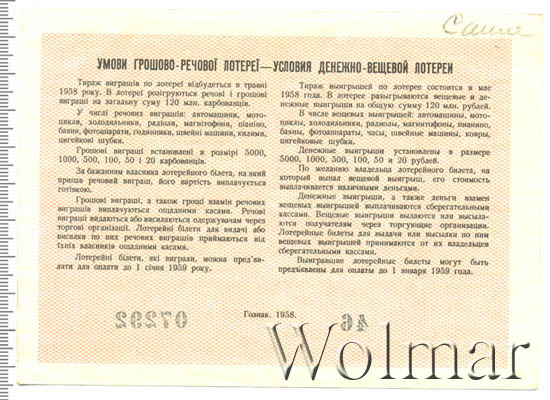 Саша
УМОВИ ГРОШОВО-РЕЧОВОЇ ЛОТЕРЕЇ—УСЛОВИЯ ДЕНЕЖНО-ВЕЩЕВОЙ ЛОТЕРЕИ
Тираж виграшів по лотереї відбудеться в травні
1958 року. В лотереї розігруються речові і грошові
виграші на загальну суму 120 млн. карбованців.
У числі речових виграшів: автомашини, мото-
цикли, холодильники, радіоли, магнітофони, піаніно,
баяни, фотоапарати, годинники, швейні машини, килими,
цигейкові шубки.
Грошові виграші встановлені в розмірі 5000,
1000, 500, 100, 50 і 20 карбованців.
За бажанням власника лотерейного білета, на який
припав речовий виграш, його вартість виплачується
готівкою.
Грошові виграші, а також гроші взамін речових
виграшів виплачуються ощадними касами. Речові
виграші видаються або висилаються одержувачам через
торгові організації. Лотерейні білети для видачі або
висилки по них речових виграшів приймаються від
їхніх власників ощадними касами.
Лотерейні білети, які виграли, можна пред'яв-
ляти для оплати до 1 січня 1959 року.
Тираж выигрышей по лотерее состоится в мае
1958 года. В лотерее разыгрываются вещевые и де-
нежные выигрыши на общую сумму 120 млн. рублей.
В числе вещевых выигрышей: автомашины, мото-
циклы, холодильники, радиолы, магнитофоны, пианино,
баяны, фотоаппараты, часы, швейные машины, ковры,
цигейковые шубки.
Денежные выигрыши установлены в размере
5000, 1000, 500, 100, 50 и 20 рублей.
По желанию владельца лотерейного билета, на
который выпал вещевой выигрыш, его стоимость
выплачивается наличными деньгами.
Денежные выигрыши, а также деньги взамен
вещевых выигрышей выплачиваются сберегательными
кассами. Вещевые выигрыши выдаются или высыла-
ются получателям через торгующие организации.
Лотерейные билеты для выдачи или высылки по ним
вещевых выигрышей принимаются от их владельцев
сберегательными кассами.
Выигравшие лотерейные билеты могут быть
предъявлены для оплаты до 1 января 1959 года.
Гознак. 1958.
07292
46
Wolmar